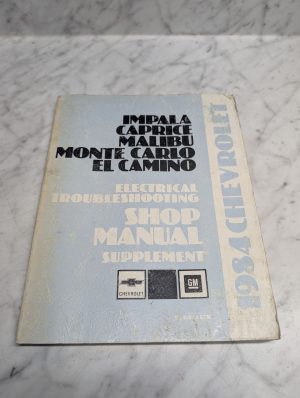 IMPALA
CAPRICE
MALIBU
MONTE CARLO
EL CAMINO
ELECTRICAL
TROUBLESHOOTING
SHOP
MANUAL
SUPPLEMENT
CHEVROLET
GM
1984 CHEVROLET